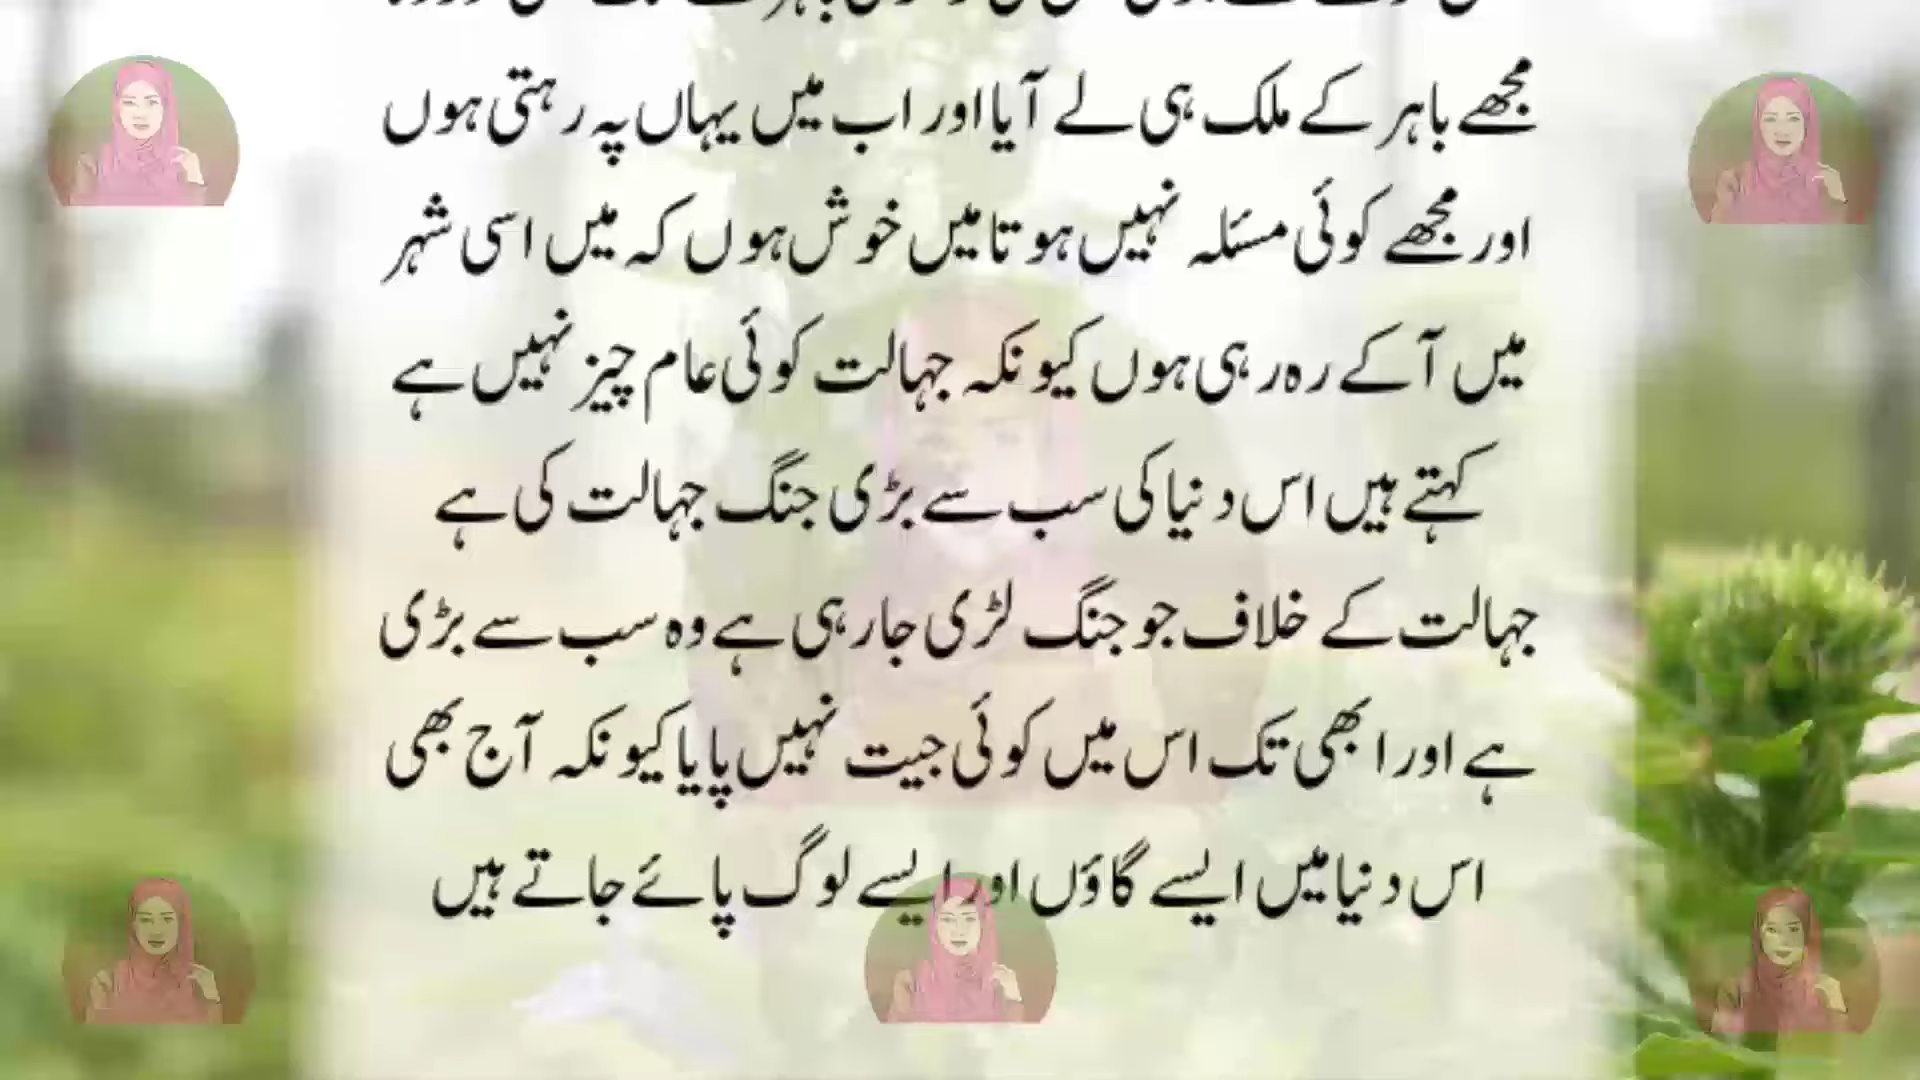 مجھے باہر کے ملک ہی لے آیا اور اب میں یہاں پہ رہتی ہوں
اور مجھے کوئی مسئلہ نہیں ہوتا میں خوش ہوں کہ میں اسی شہر
میں آکے رہ رہی ہوں کیونکہ جہالت کوئی عام چیز نہیں ہے
کہتے ہیں اس دنیا کی سب سے بڑی جنگ جہالت کی ہے
جہالت کے خلاف جو جنگ لڑی جارہی ہے وہ سب سے بڑی
ہے اور ابھی تک اس میں کوئی جیت نہیں پایا کیونکہ آج بھی
اس دنیا میں ایسے گاؤں اور ایسے لوگ پائے جاتے ہیں